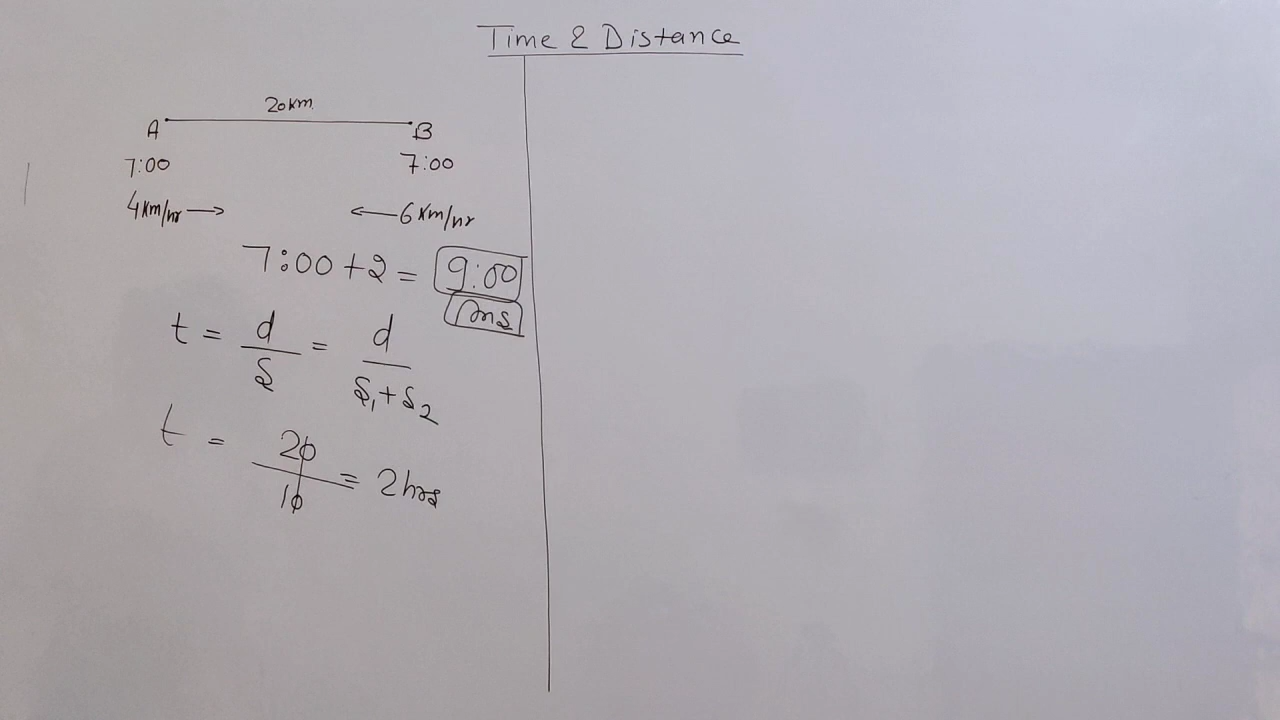 Time & Distance
20km.
A B
7:00 7:00
4km/hr → ← 6km/hr
7:00 + 2 = 9:00
Ans
t = d/S = d/S₁+S₂
t = 20/10 = 2hrs